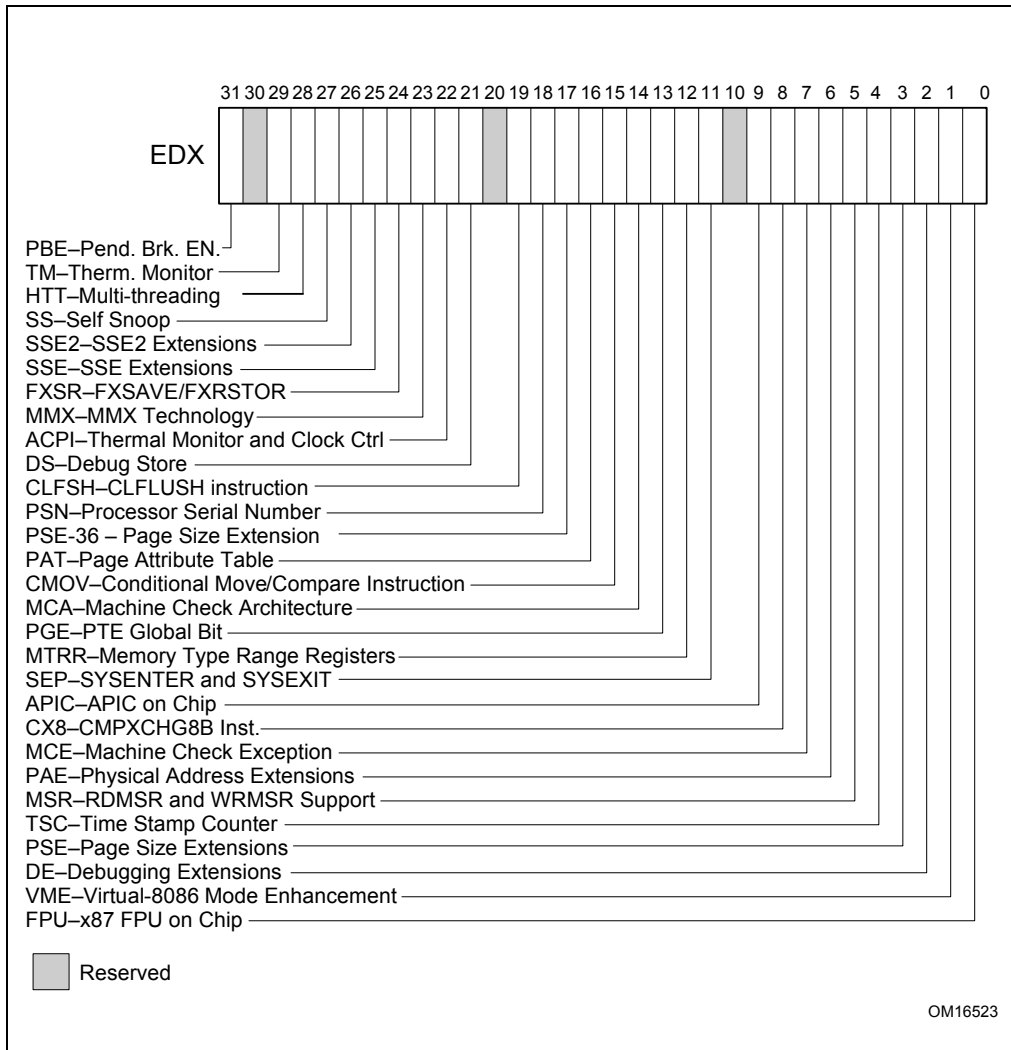 31 30 29 28 27 26 25 24 23 22 21 20 19 18 17 16 15 14 13 12 11 10 9 8 7 6 5 4 3 2 1 0
EDX
PBE–Pend. Brk. EN.
TM–Therm. Monitor
HTT–Multi-threading
SS–Self Snoop
SSE2–SSE2 Extensions
SSE–SSE Extensions
FXSR–FXSAVE/FXRSTOR
MMX–MMX Technology
ACPI–Thermal Monitor and Clock Ctrl
DS–Debug Store
CLFSH–CLFLUSH instruction
PSN–Processor Serial Number
PSE-36 – Page Size Extension
PAT–Page Attribute Table
CMOV–Conditional Move/Compare Instruction
MCA–Machine Check Architecture
PGE–PTE Global Bit
MTRR–Memory Type Range Registers
SEP–SYSENTER and SYSEXIT
APIC–APIC on Chip
CX8–CMPXCHG8B Inst.
MCE–Machine Check Exception
PAE–Physical Address Extensions
MSR–RDMSR and WRMSR Support
TSC–Time Stamp Counter
PSE–Page Size Extensions
DE–Debugging Extensions
VME–Virtual-8086 Mode Enhancement
FPU–x87 FPU on Chip
Reserved
OM16523